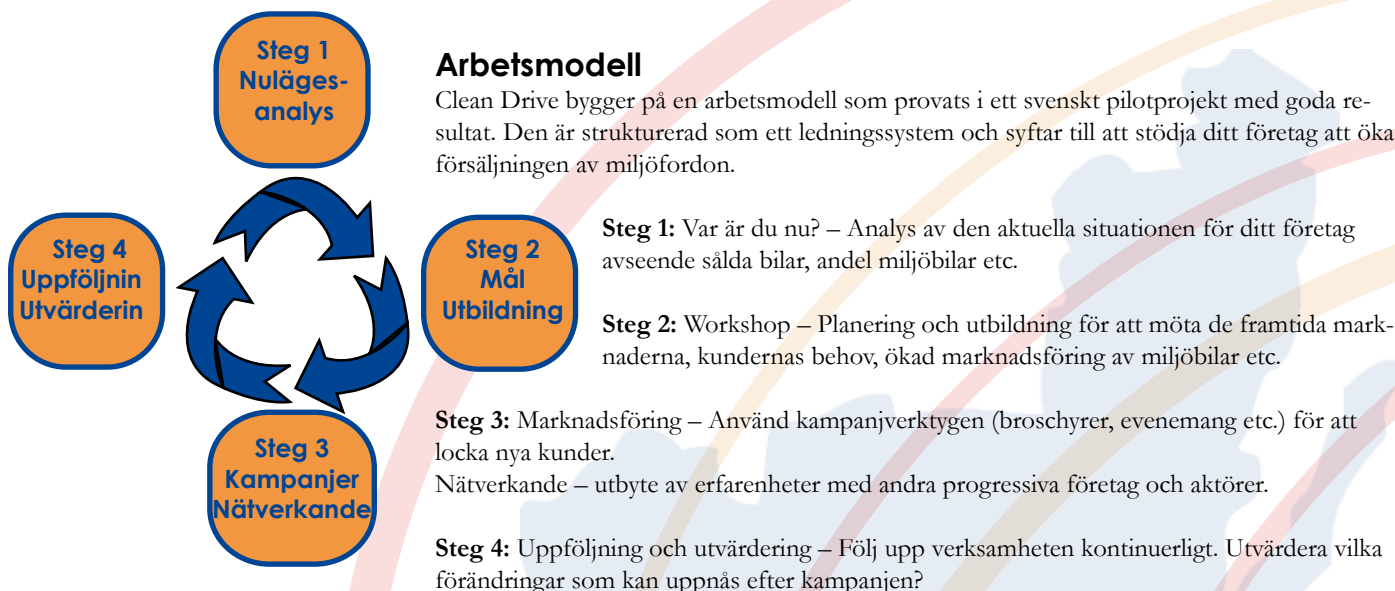 Steg 1
Nuläges-
analys
Steg 4
Uppföljnin
Utvärderin
Steg 2
Mål
Utbildning
Steg 3
Kampanjer
Nätverkande
Arbetsmodell
Clean Drive bygger på en arbetsmodell som provats i ett svenskt pilotprojekt med goda re-
sultat. Den är strukturerad som ett ledningssystem och syftar till att stödja ditt företag att öka
försäljningen av miljöfordon.
Steg 1: Var är du nu? – Analys av den aktuella situationen för ditt företag
avseende sålda bilar, andel miljöbilar etc.
Steg 2: Workshop – Planering och utbildning för att möta de framtida mark-
naderna, kundernas behov, ökad marknadsföring av miljöbilar etc.
Steg 3: Marknadsföring – Använd kampanjverktygen (broschyrer, evenemang etc.) för att
locka nya kunder.
Nätverkande – utbyte av erfarenheter med andra progressiva företag och aktörer.
Steg 4: Uppföljning och utvärdering – Följ upp verksamheten kontinuerligt. Utvärdera vilka
förändringar som kan uppnås efter kampanjen?